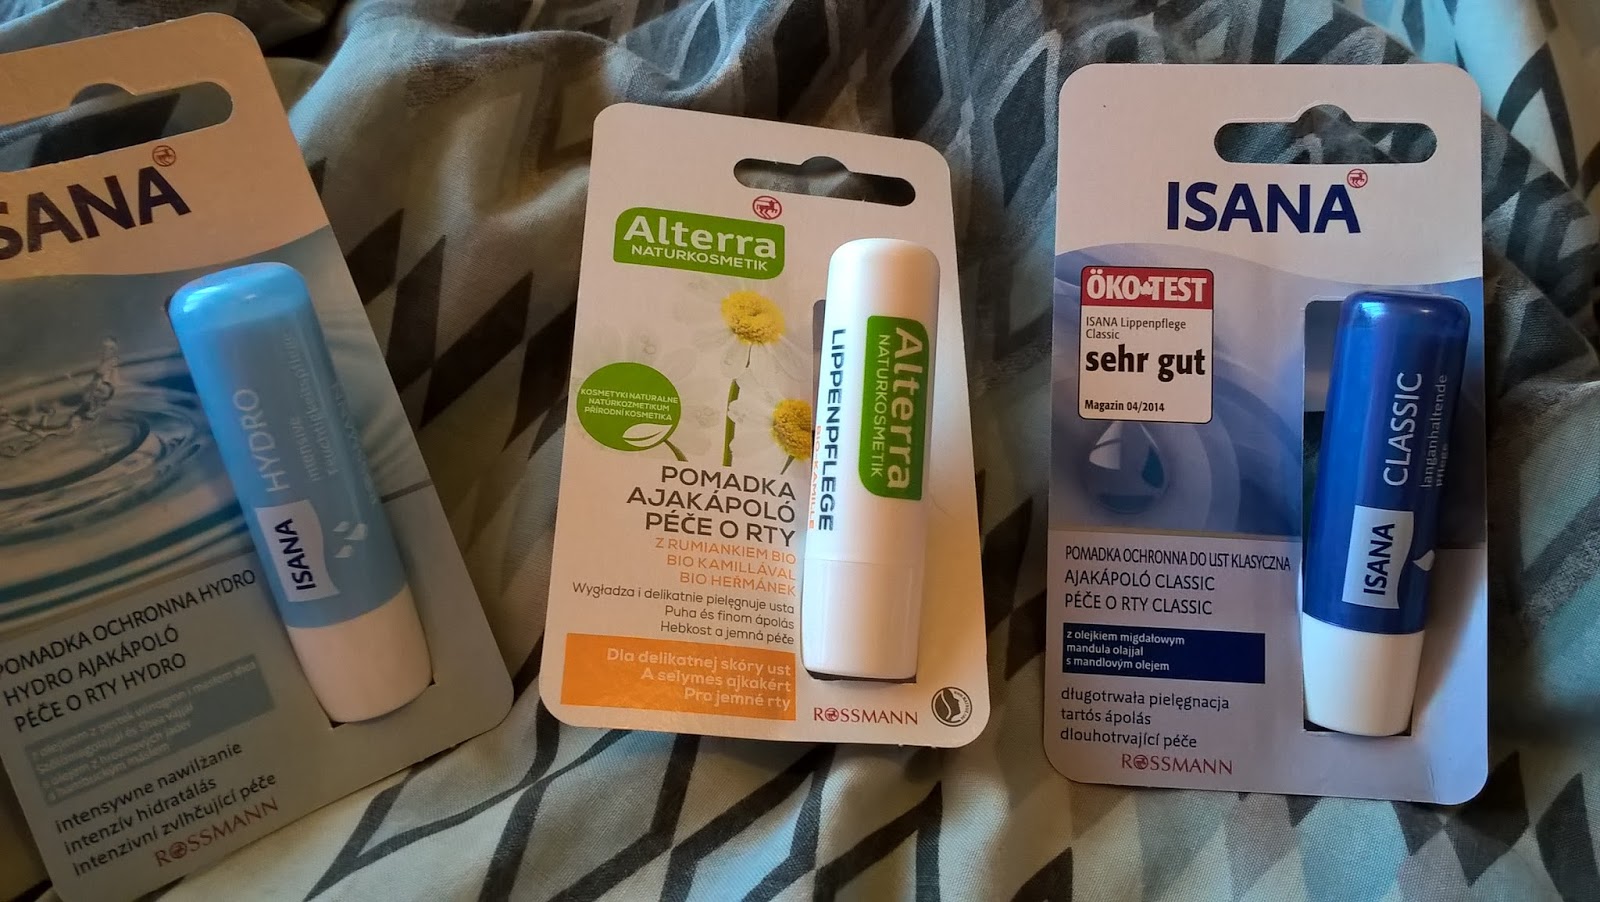 SANA
HYDRO
ISANA
POMADKA OCHRONNA HYDRO
HYDRO AJAKÁPOLÓ
PÉČE O RTY HYDRO
intensywne nawilżanie
intenzív hidratálás
intenzivní zvlhčující péče
ROSSMANN
Alterra
NATURKOSMETIK
KOSMETYKI NATURALNE
NATÚRKOZMETIKUM
PŘÍRODNÍ KOSMETIKA
LIPPENPFLEGE
BIO-KAMILLE
Alterra
NATURKOSMETIK
POMADKA
AJAKÁPOLÓ
PÉČE O RTY
Z RUMIANKIEM BIO
BIO KAMILLÁVAL
BIO HEŘMÁNEK
Wygładza i delikatnie pielęgnuje usta
Puha és finom ápolás
Hebkost a jemná péče
Dla delikatnej skóry ust
A selymes ajkakért
Pro jemné rty
ROSSMANN
ISANA
ÖKO-TEST
ISANA Lippenpflege
Classic
sehr gut
Magazin 04/2014
CLASSIC
langanhaltende
Pflege
ISANA
POMADKA OCHRONNA DO UST KLASYCZNA
AJAKÁPOLÓ CLASSIC
PÉČE O RTY CLASSIC
z olejkiem migdałowym
mandula olajjal
s mandlovým olejem
długotrwała pielęgnacja
tartós ápolás
dlouhotrvající péče
ROSSMANN